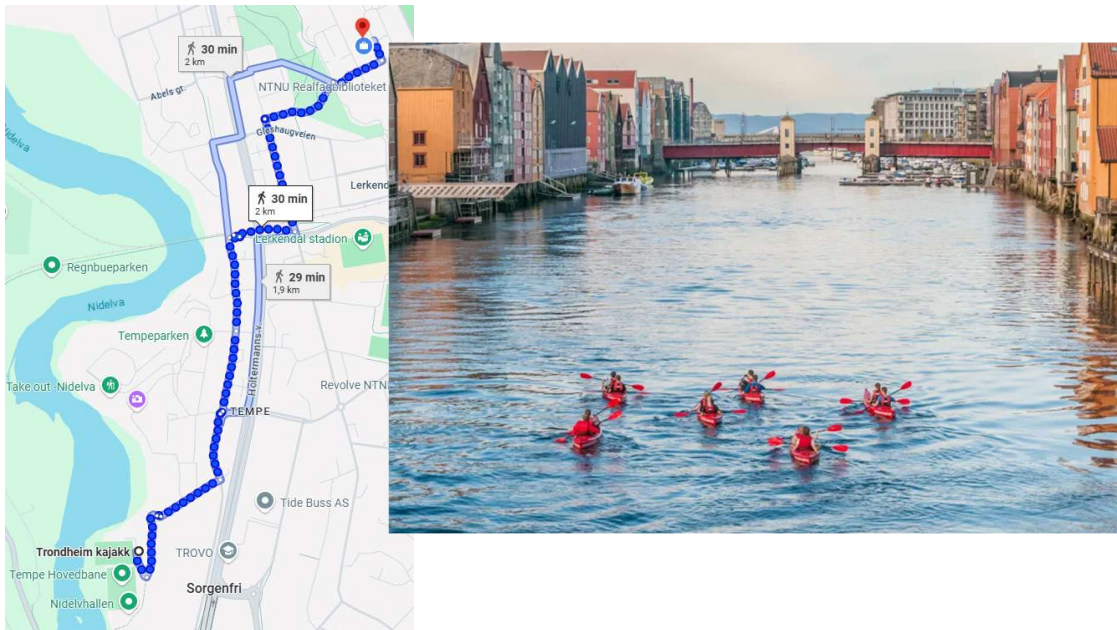 30 min
2 km
NTNU Realfagbiblioteket
Abels gt.
Gløshaugveien
Nidelva
30 min
2 km
Lerkend
Lerkendal stadion
Regnbueparken
29 min
1,9 km
Nidelva
Tempeparken
Holtermanns v.
Take out -Nidelva
Revolve NTN
TEMPE
Tide Buss AS
Trondheim kajakk
TROVO
Tempe Hovedbane
Sorgenfri
Nidelvhallen